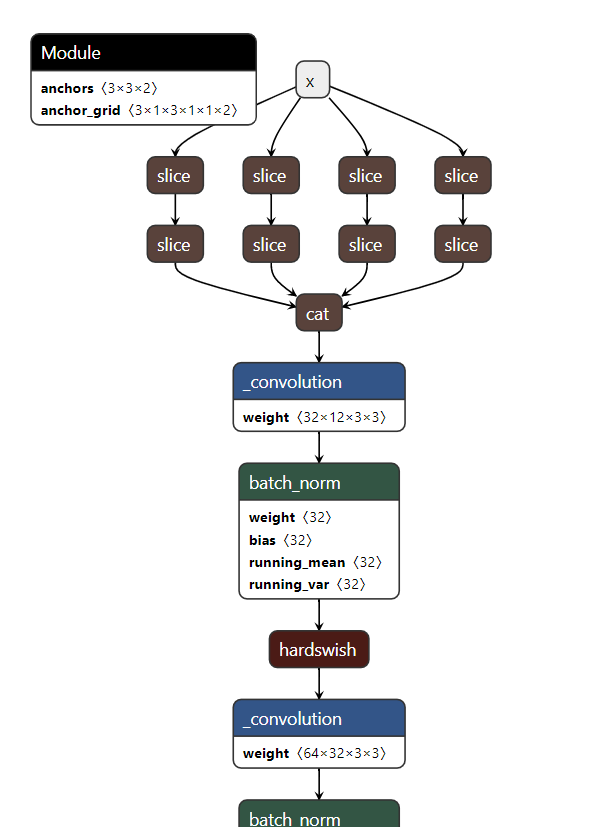 Module
anchors 〈3×3×2〉
anchor_grid 〈3×1×3×1×1×2〉
x
slice slice slice slice
slice slice slice slice
cat
_convolution
weight 〈32×12×3×3〉
batch_norm
weight 〈32〉
bias 〈32〉
running_mean 〈32〉
running_var 〈32〉
hardswish
_convolution
weight 〈64×32×3×3〉
batch_norm